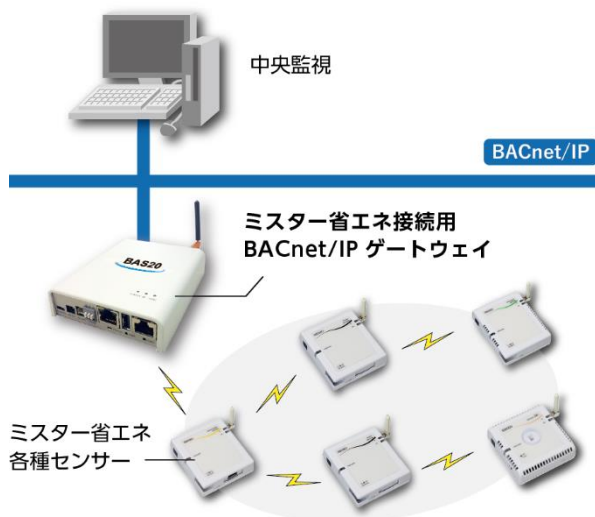 中央監視
BACnet/IP
ミスター省エネ接続用
BACnet/IP ゲートウェイ
BAS20
ミスター省エネ
各種センサー